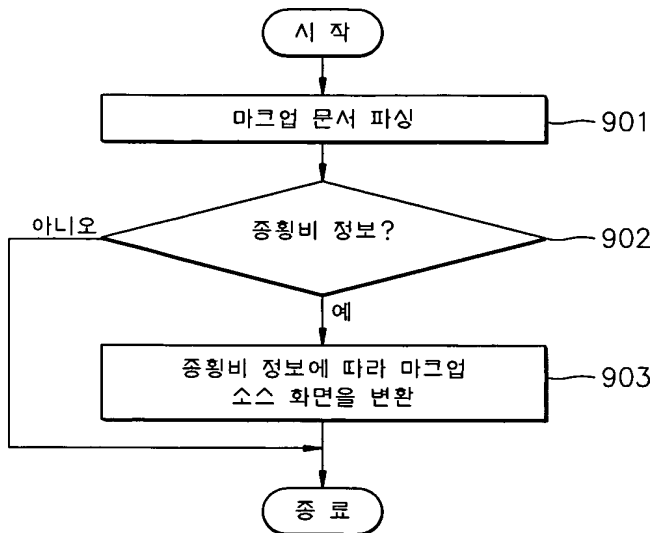 시 작
마크업 문서 파싱
901
아니오
종횡비 정보?
902
예
종횡비 정보에 따라 마크업
소스 화면을 변환
903
종 료